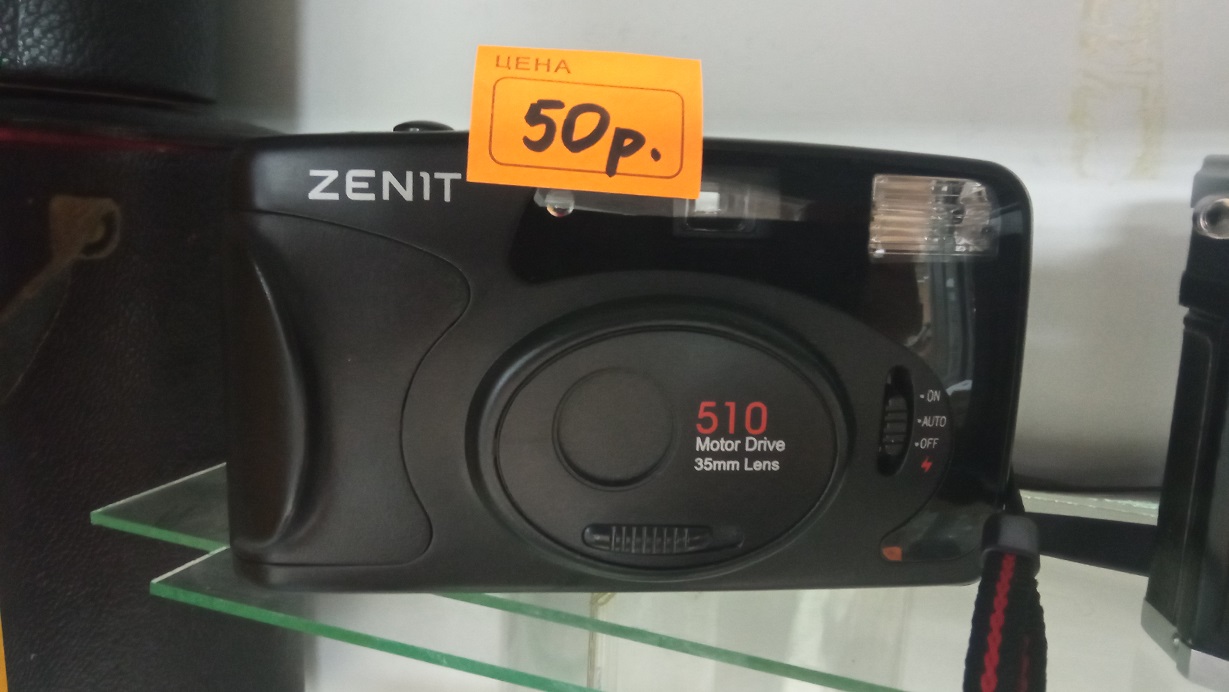 ЦЕНА
50р.
ZENIT
510
Motor Drive
35mm Lens
ON
AUTO
OFF